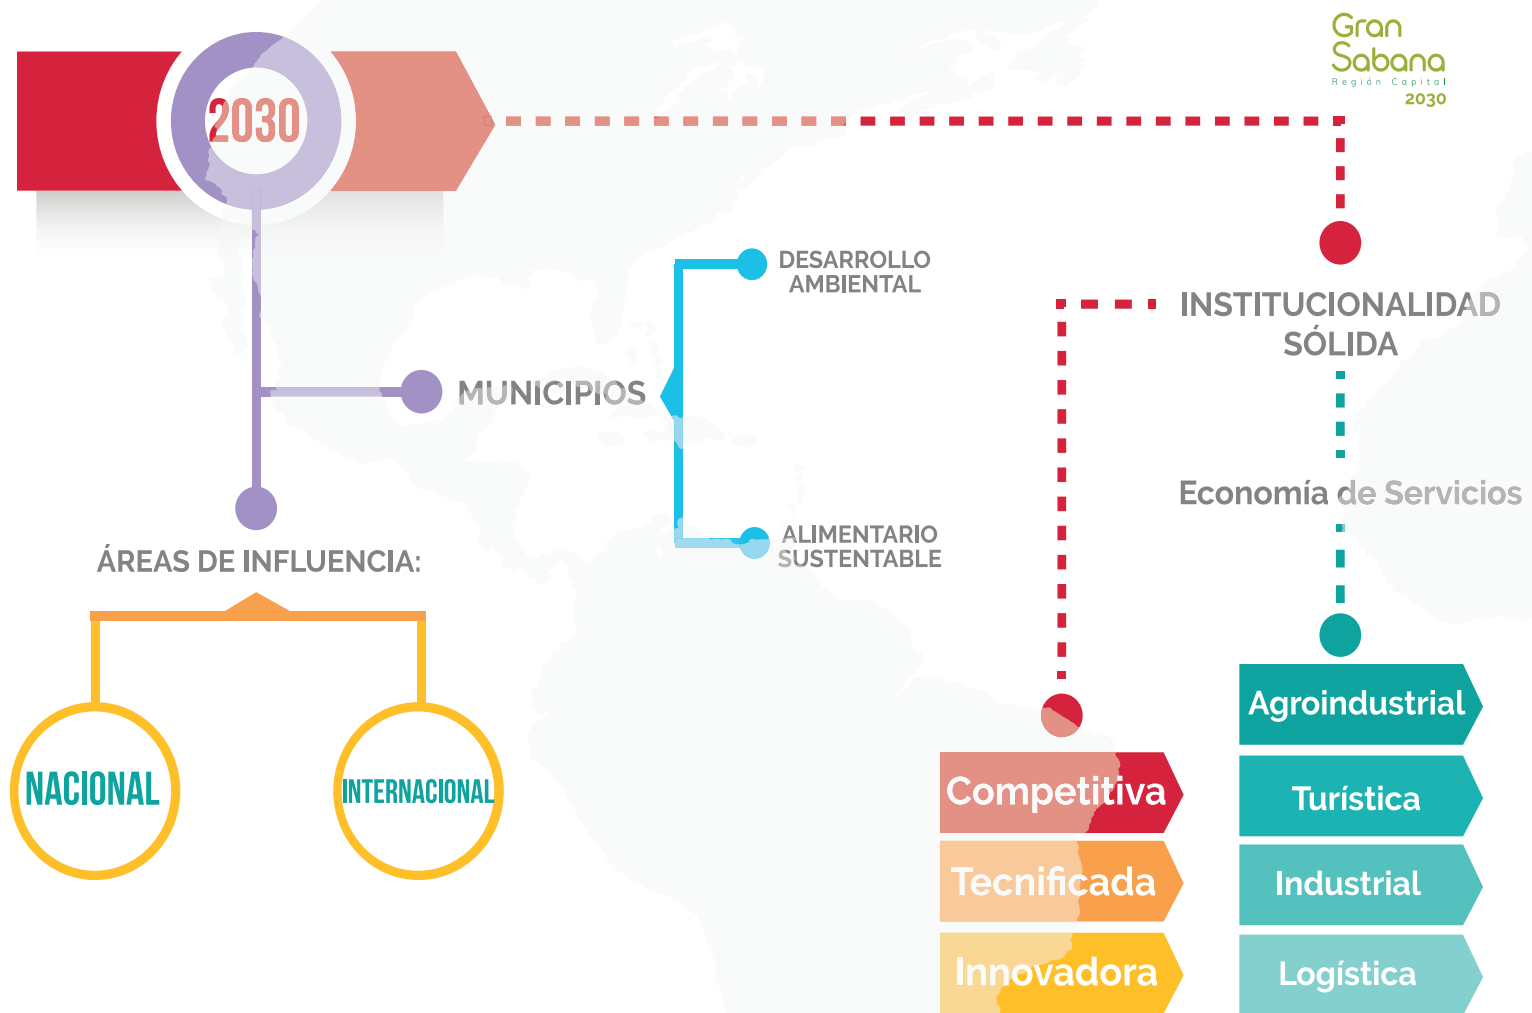 Gran
Sabana
Región Capital
2030
2030
DESARROLLO
AMBIENTAL
INSTITUCIONALIDAD
SÓLIDA
MUNICIPIOS
Economía de Servicios
ALIMENTARIO
SUSTENTABLE
ÁREAS DE INFLUENCIA:
NACIONAL
INTERNACIONAL
Competitiva
Tecnificada
Innovadora
Agroindustrial
Turística
Industrial
Logística